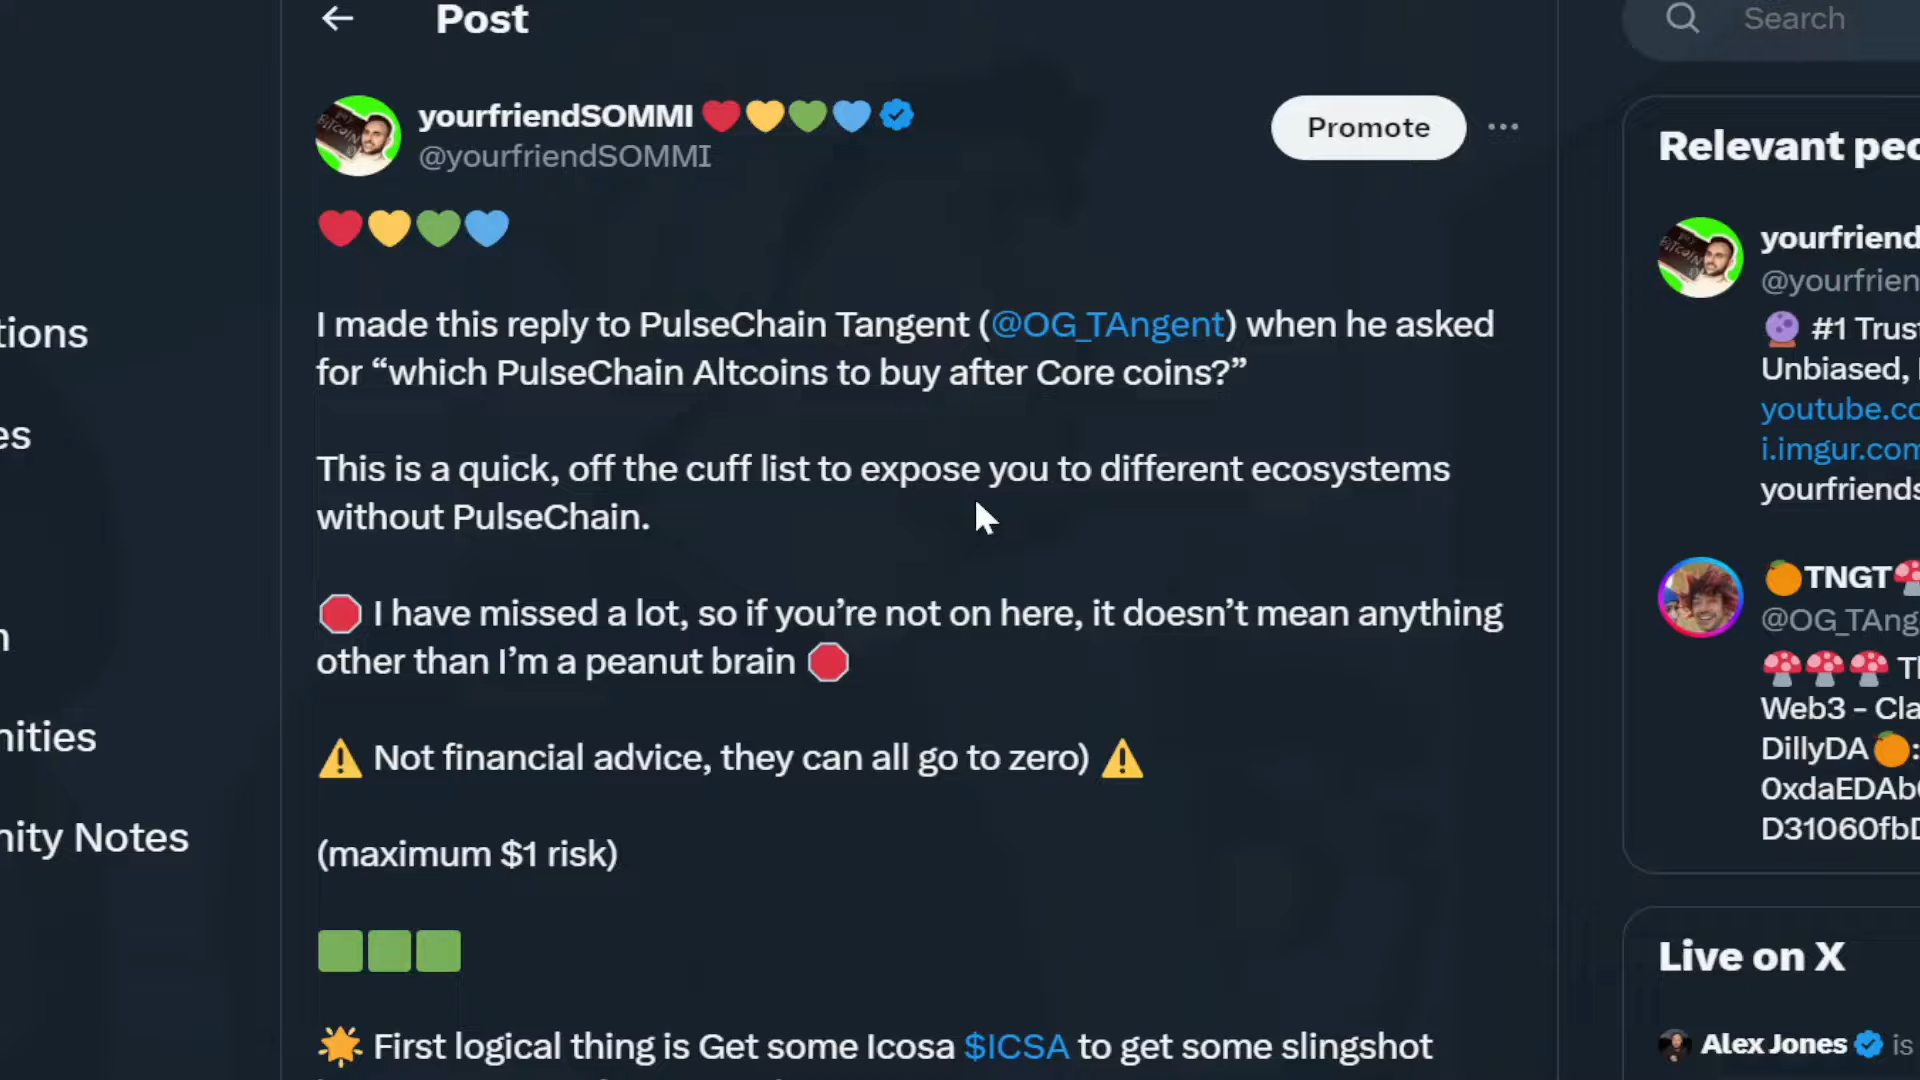 Post
Search
yourfriendSOMMI
@yourfriendSOMMI
Promote
I made this reply to PulseChain Tangent (@OG_TAngent) when he asked
for “which PulseChain Altcoins to buy after Core coins?”
This is a quick, off the cuff list to expose you to different ecosystems
without PulseChain.
🛑 I have missed a lot, so if you’re not on here, it doesn’t mean anything
other than I’m a peanut brain 🛑
⚠️ Not financial advice, they can all go to zero) ⚠️
(maximum $1 risk)
🌟 First logical thing is Get some Icosa $ICSA to get some slingshot
tions
es
n
nities
nity Notes
Relevant peo
yourfriend
@yourfrien
🔮 #1 Trus
Unbiased,
youtube.co
i.imgur.com
yourfriends
🍊TNGT🍄
@OG_TAng
🍄🍄🍄 Th
Web3 - Cla
DillyDA🍊:
0xdaEDAb
D31060fb
Live on X
Alex Jones is